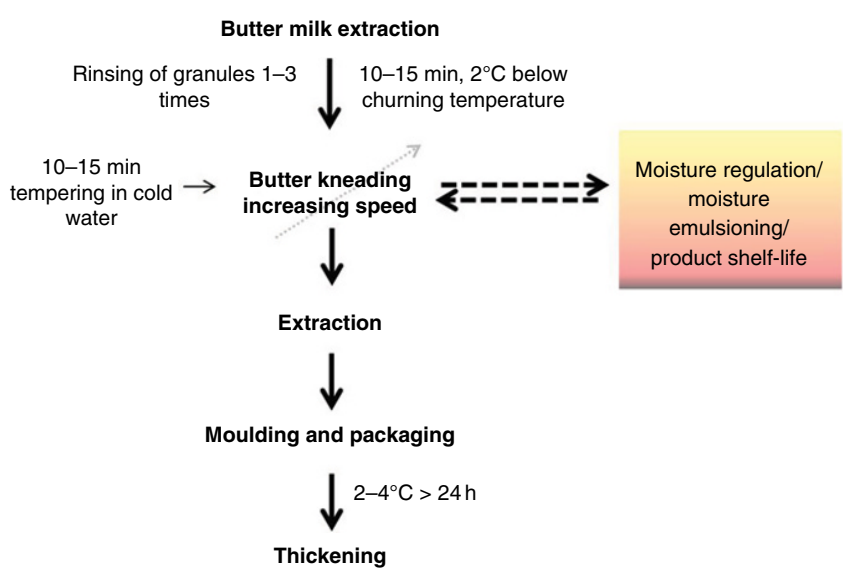 Butter milk extraction
Rinsing of granules 1–3
times
10–15 min, 2°C below
churning temperature
10–15 min
tempering in cold
water
Butter kneading
increasing speed
Moisture regulation/
moisture
emulsioning/
product shelf-life
Extraction
Moulding and packaging
2–4°C > 24 h
Thickening